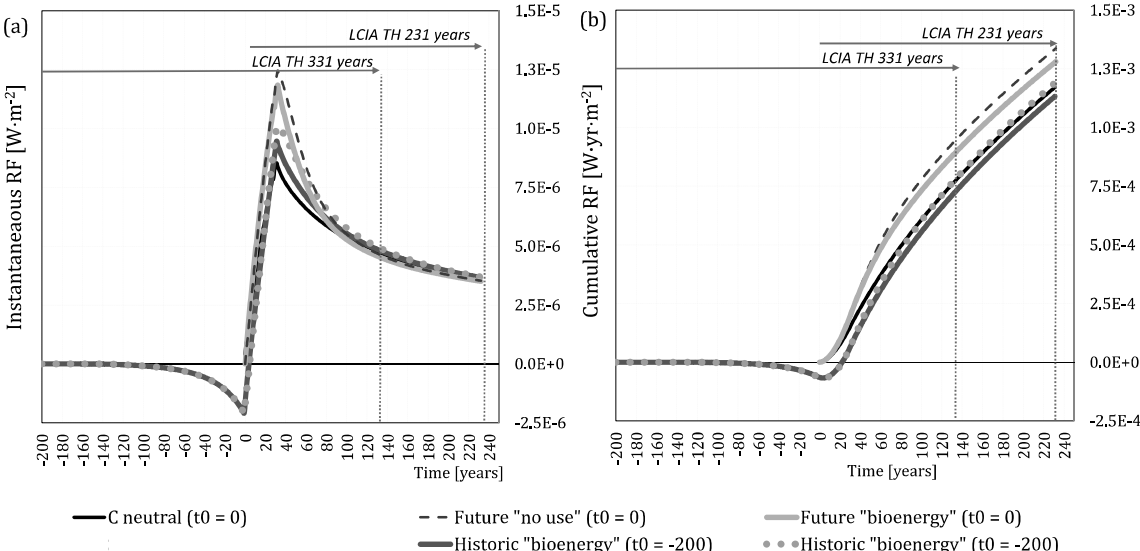 (a)
(b)
LCIA TH 231 years
LCIA TH 331 years
Instantaneaous RF [W·m⁻²]
1.5E-5
1.3E-5
1.0E-5
7.5E-6
5.0E-6
2.5E-6
0.0E+0
-2.5E-6
-200 -180 -160 -140 -120 -100 -80 -60 -40 -20 0 20 40 60 80 100 120 140 160 180 200 220 240
Time [years]
LCIA TH 231 years
LCIA TH 331 years
Cumulative RF [W·yr·m⁻²]
1.5E-3
1.3E-3
1.0E-3
7.5E-4
5.0E-4
2.5E-4
0.0E+0
-2.5E-4
-200 -180 -160 -140 -120 -100 -80 -60 -40 -20 0 20 40 60 80 100 120 140 160 180 200 220 240
Time [years]
C neutral (t0 = 0)
Future "no use" (t0 = 0)
Future "bioenergy" (t0 = 0)
Historic "bioenergy" (t0 = -200)
Historic "bioenergy" (t0 = -200)